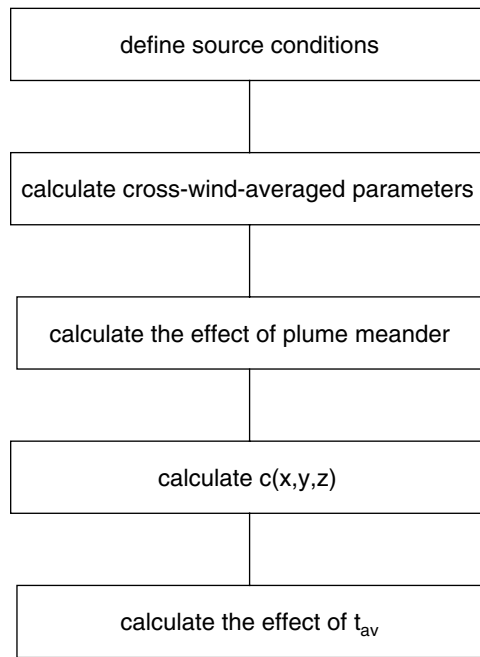 define source conditions
calculate cross-wind-averaged parameters
calculate the effect of plume meander
calculate c(x,y,z)
calculate the effect of t_av